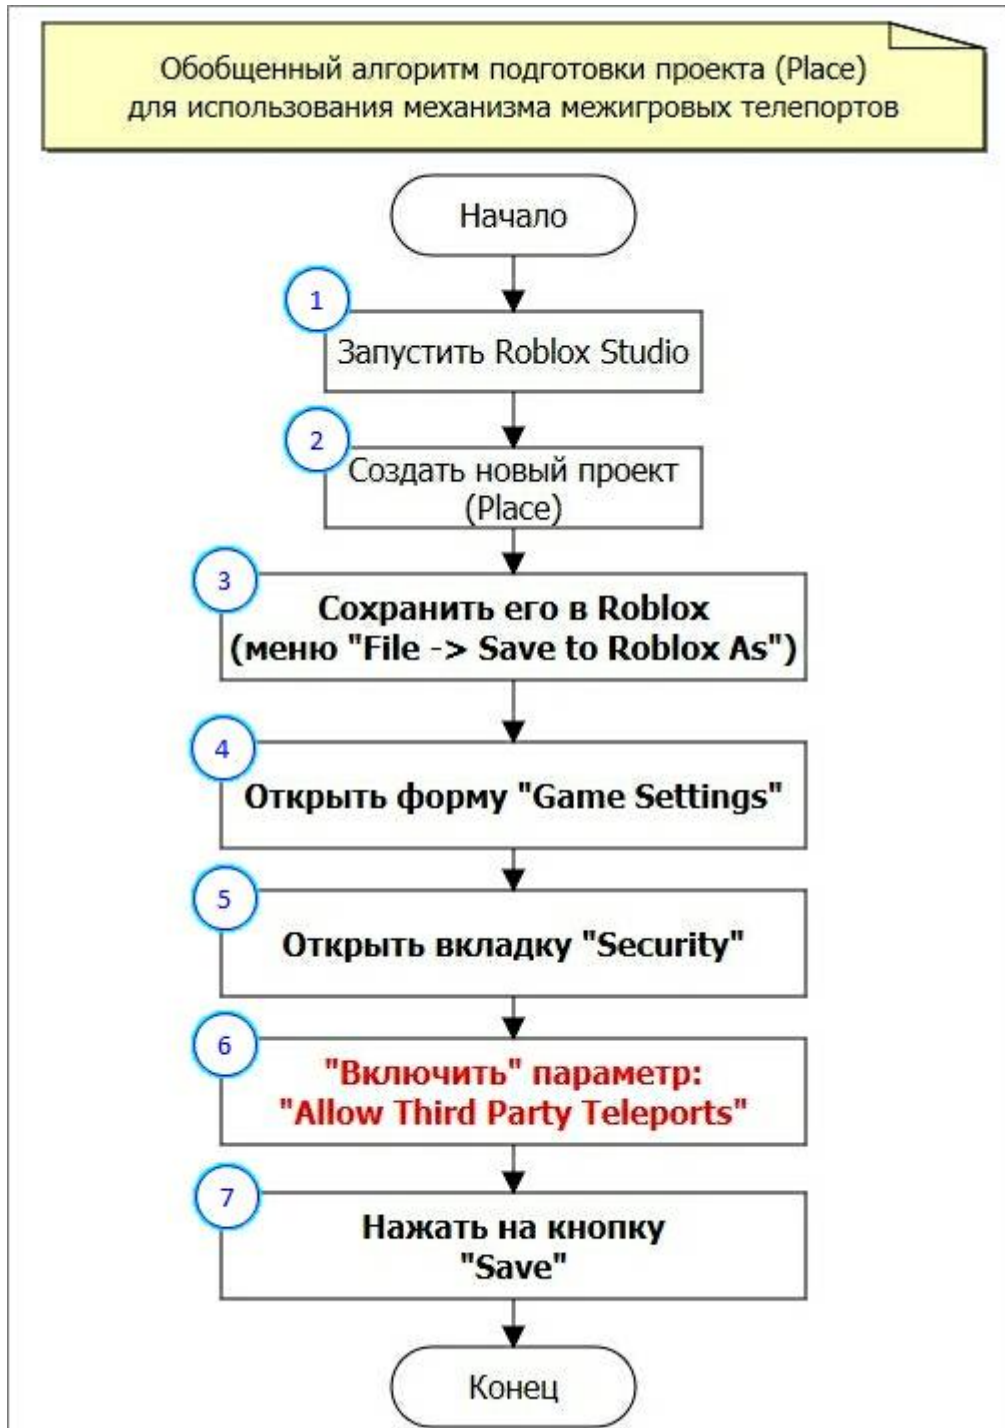 Обобщенный алгоритм подготовки проекта (Place)
для использования механизма межигровых телепортов
Начало
1
Запустить Roblox Studio
2
Создать новый проект
(Place)
3
Сохранить его в Roblox
(меню "File -> Save to Roblox As")
4
Открыть форму "Game Settings"
5
Открыть вкладку "Security"
6
"Включить" параметр:
"Allow Third Party Teleports"
7
Нажать на кнопку
"Save"
Конец